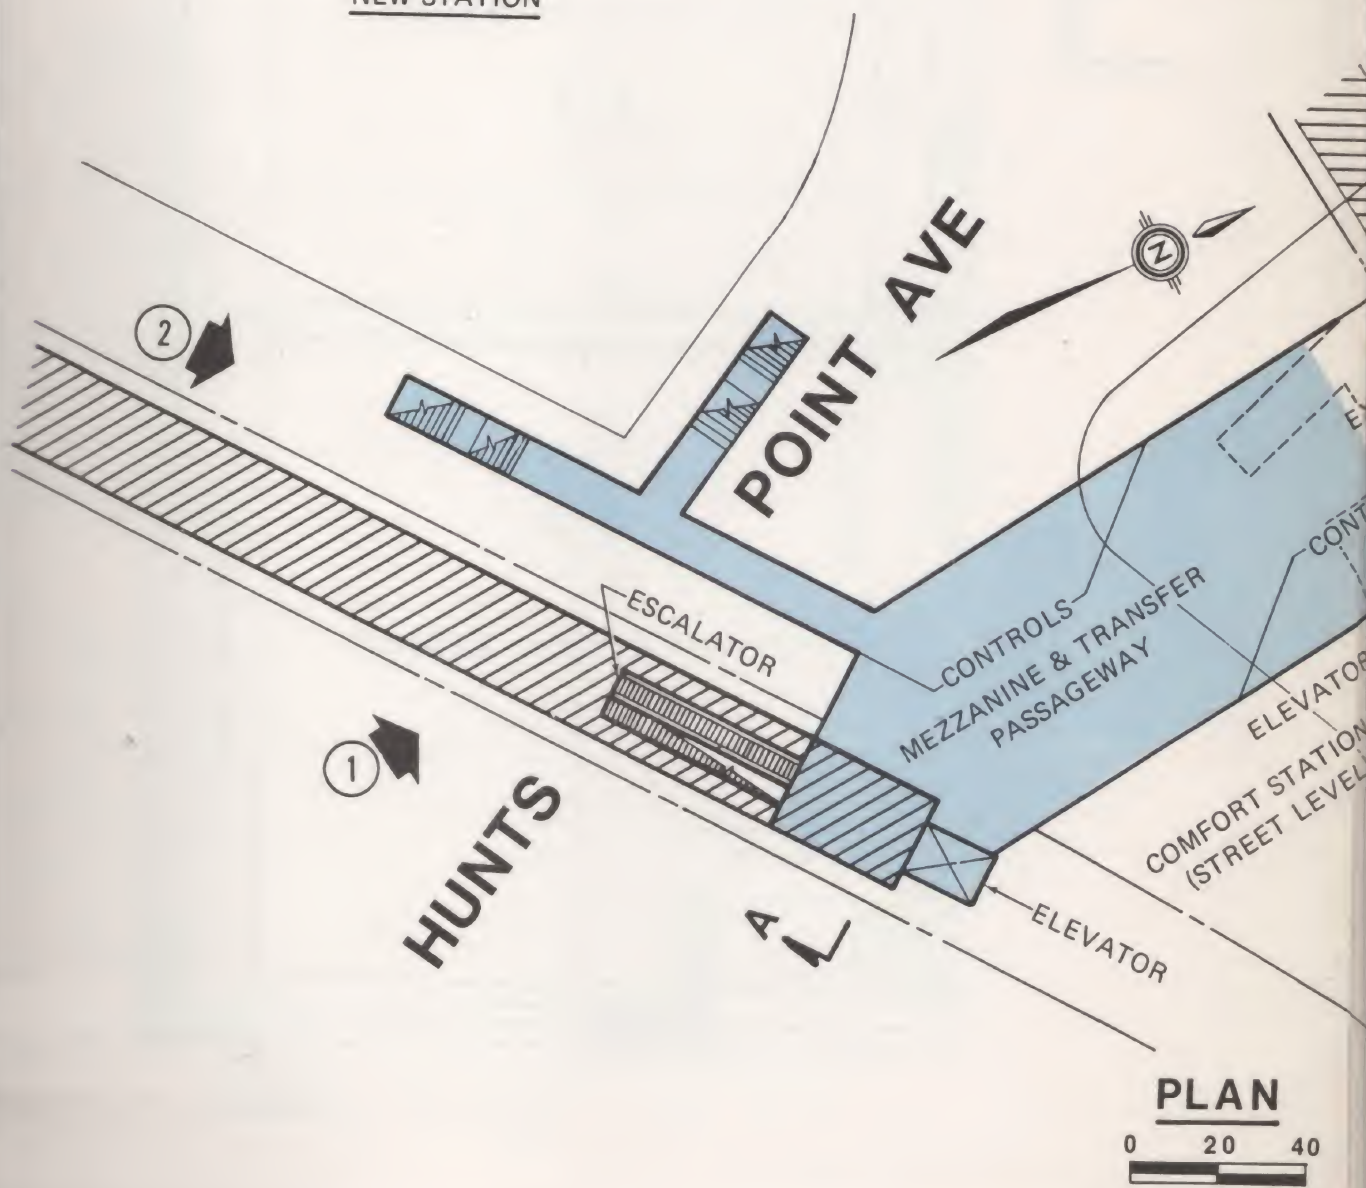 NEW STATION
POINT AVE
N
2
ESCALATOR
CONTROLS
MEZZANINE & TRANSFER
PASSAGEWAY
1
HUNTS
A
ELEVATOR
ELEVATOR
COMFORT STATION
(STREET LEVEL)
PLAN
0 20 40